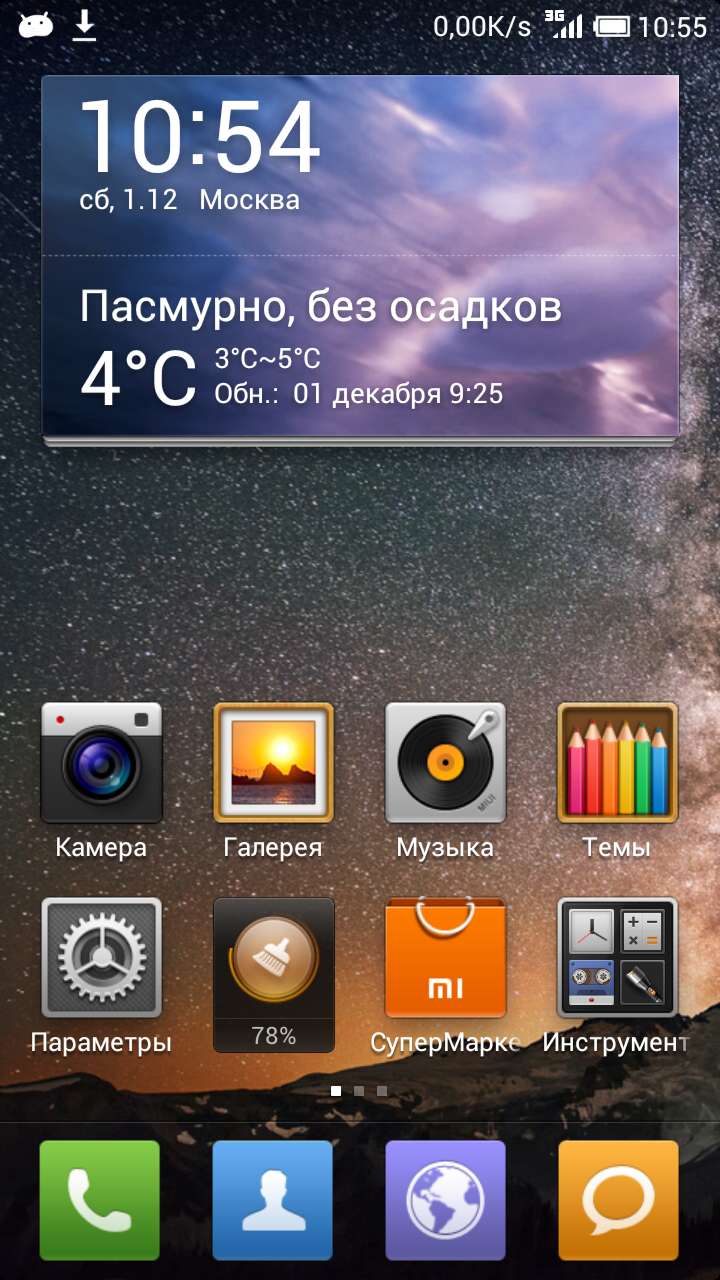 0,00K/s 3G 10:55
10:54
сб, 1.12 Москва
Пасмурно, без осадков
4°C 3°C~5°C
Обн.: 01 декабря 9:25
MIUI
Камера Галерея Музыка Темы
mi
78%
Параметры СуперМарке Инструмент